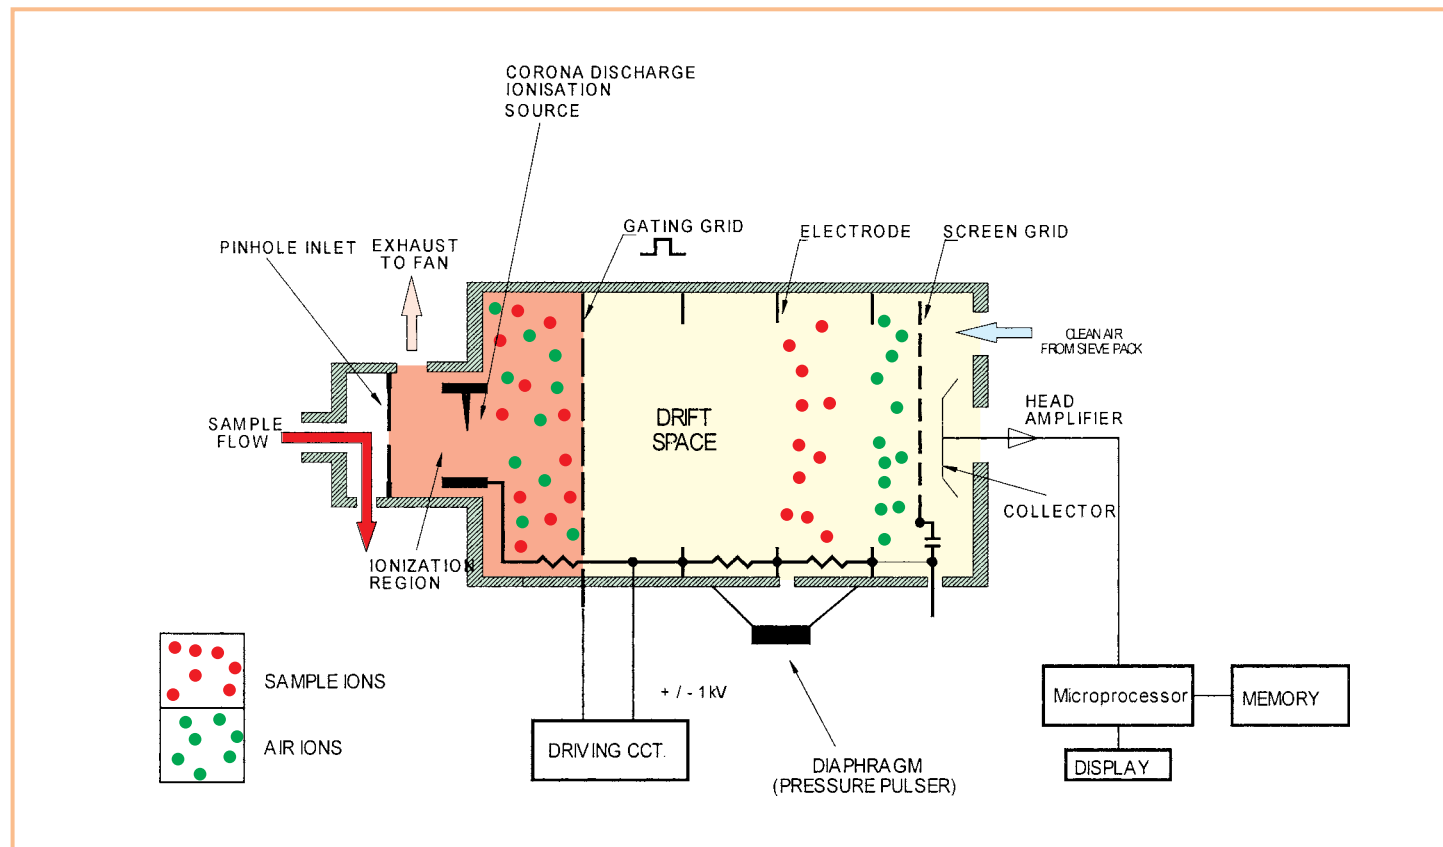 CORONA DISCHARGE
IONISATION
SOURCE
GATING GRID
ELECTRODE
SCREEN GRID
PINHOLE INLET
EXHAUST
TO FAN
CLEAN AIR
FROM SIEVE PACK
SAMPLE
FLOW
DRIFT
SPACE
HEAD
AMPLIFIER
COLLECTOR
IONIZATION
REGION
SAMPLE IONS
AIR IONS
+ / - 1kV
DRIVING CCT.
DIAPHRAGM
(PRESSURE PULSER)
Microprocessor
MEMORY
DISPLAY